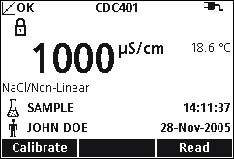 ✓OK CDC401
1000 µS/cm 18.6 °C
NaCl/Non-Linear
SAMPLE 14:11:37
JOHN DOE 28-Nov-2005
Calibrate Read